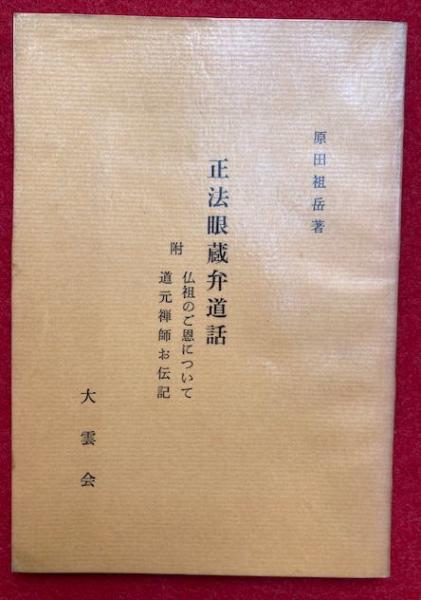 原田祖岳著
正法眼蔵弁道話
附
仏祖のご恩について
道元禅師お伝記
大雲会